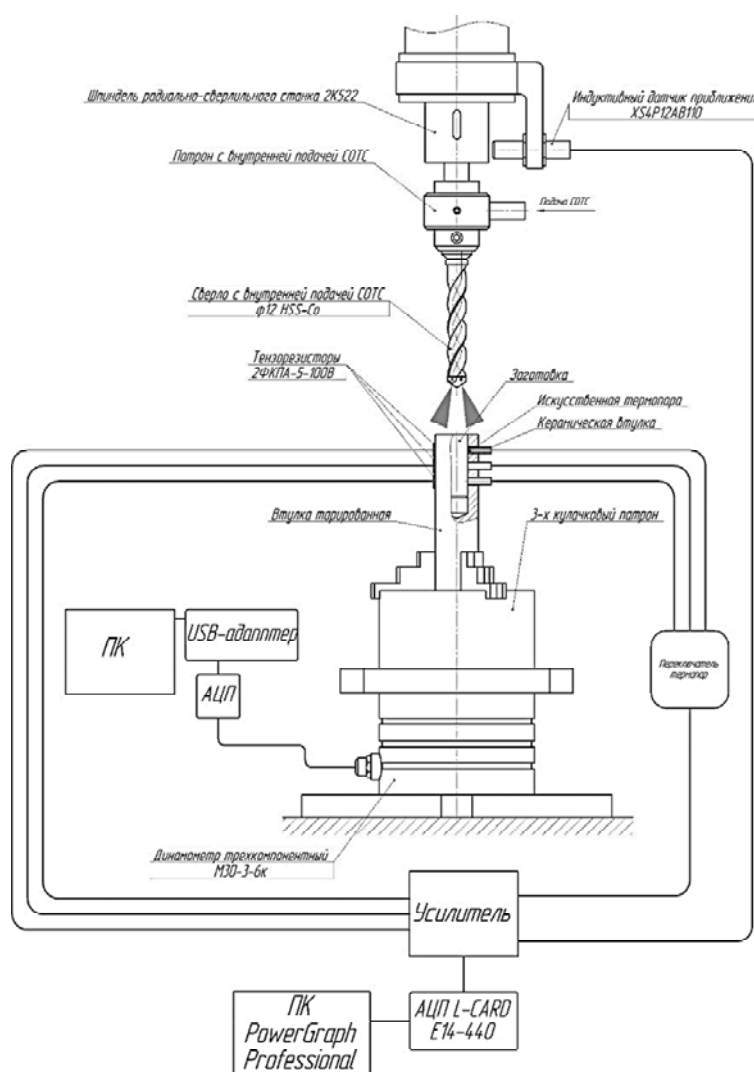 Шпиндель радиально-сверлильного станка 2К522
Индуктивный датчик приближения
XS4P12AB110
Патрон с внутренней подачей СОТС
Подача СОТС
Сверло с внутренней подачей СОТС
ф12 HSS-Co
Тензорезисторы
2ФКПА-5-100В
Заготовка
Искусственная термопара
Керамическая втулка
Втулка тарированная
3-х кулачковый патрон
ПК
USB-адаптер
АЦП
Переключатель
термопар
Динамометр трехкомпонентный
М30-3-6к
Усилитель
ПК
PowerGraph
Professional
АЦП L-CARD
E14-440